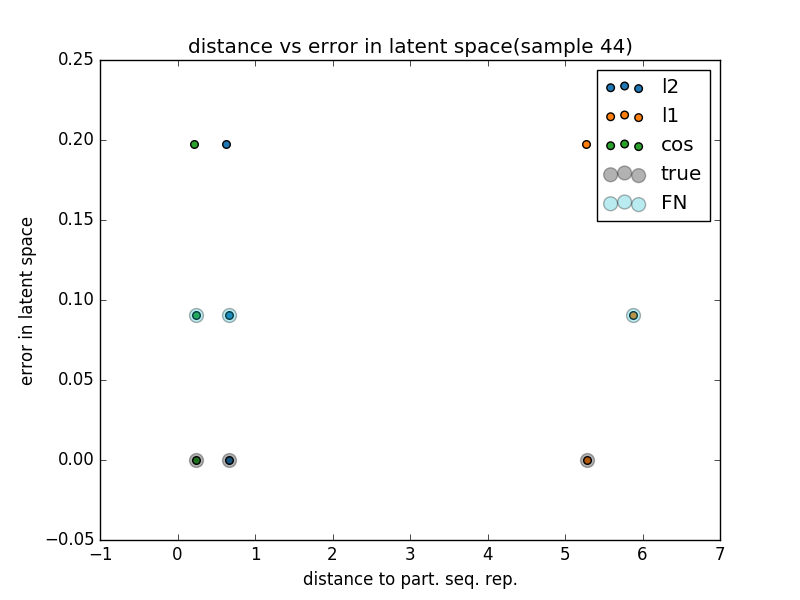 distance vs error in latent space(sample 44)
0.25
0.20
0.15
0.10
0.05
0.00
−0.05
error in latent space
l2
l1
cos
true
FN
−1 0 1 2 3 4 5 6 7
distance to part. seq. rep.